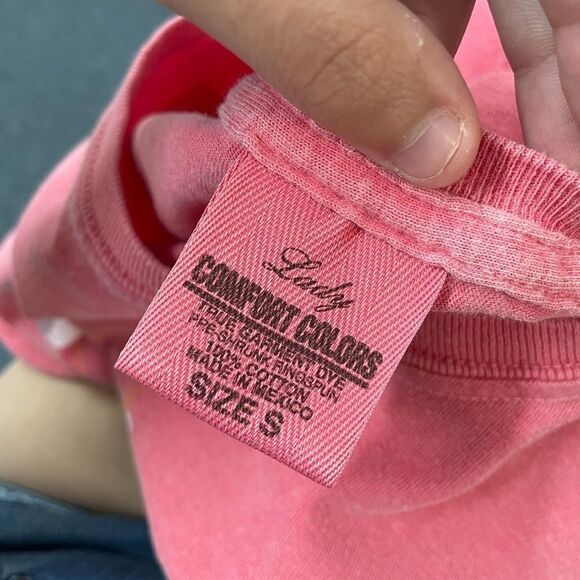 Lady
COMFORT COLORS
TRUE GARMENT DYE
PRE-SHRUNK RINGSPUN
100% COTTON
MADE IN MEXICO
SIZE S